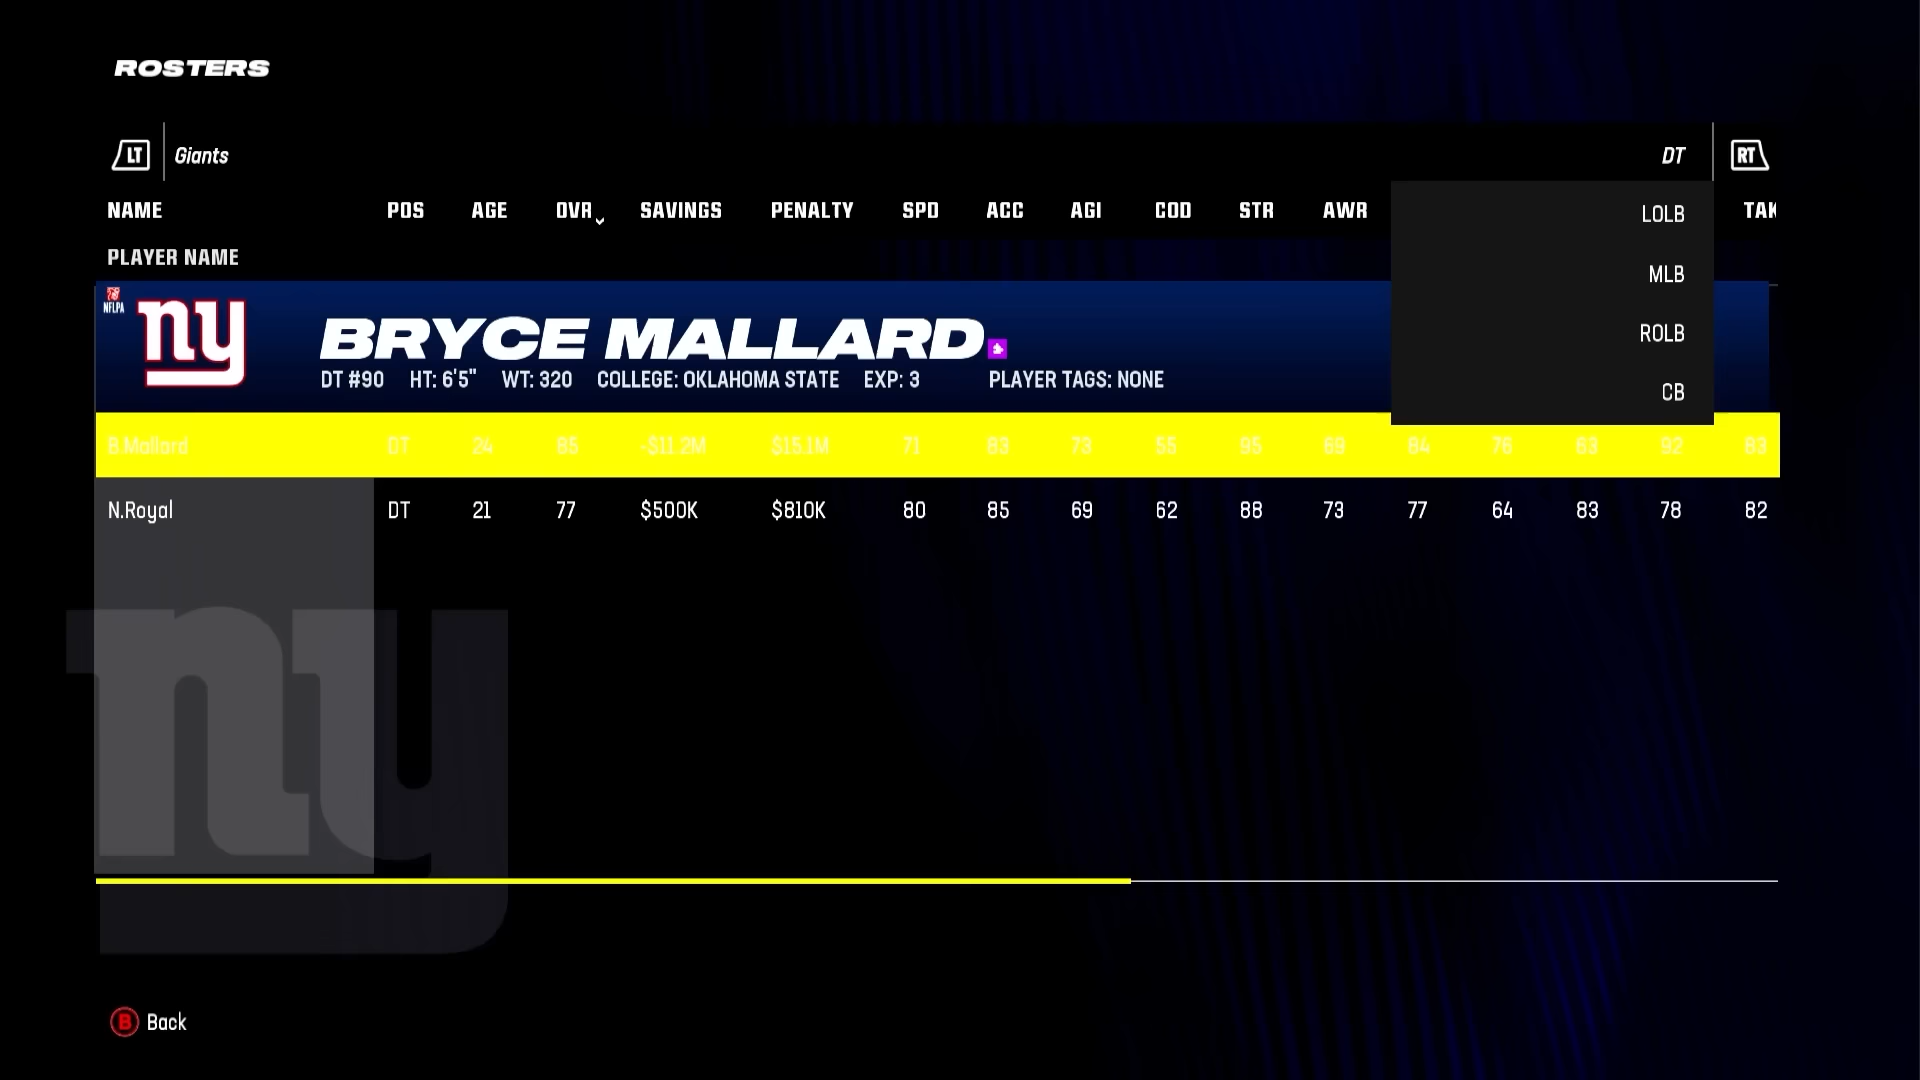 ROSTERS
LT Giants DT RT
NAME POS AGE OVR SAVINGS PENALTY SPD ACC AGI COD STR AWR TAK
LOLB
PLAYER NAME
MLB
NFLPA
ny
BRYCE MALLARD
ROLB
DT #90 HT: 6'5" WT: 320 COLLEGE: OKLAHOMA STATE EXP: 3 PLAYER TAGS: NONE
CB
B.Mallard DT 24 85 -$11.2M $15.1M 71 83 73 55 95 69 84 76 63 92 83
N.Royal DT 21 77 $500K $810K 80 85 69 62 88 73 77 64 83 78 82
ny
B Back